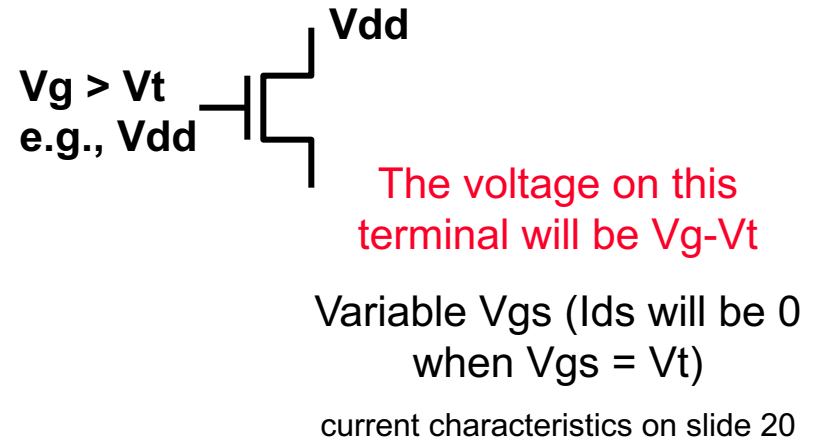 Vdd
Vg > Vt
e.g., Vdd
The voltage on this
terminal will be Vg-Vt
Variable Vgs (Ids will be 0
when Vgs = Vt)
current characteristics on slide 20